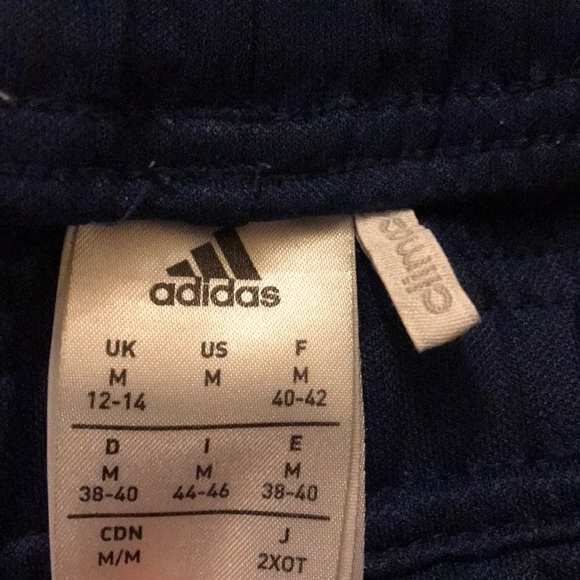 adidas
UK US F
M M M
12-14 40-42
D I E
M M M
38-40 44-46 38-40
CDN J
M/M 2XOT
clima